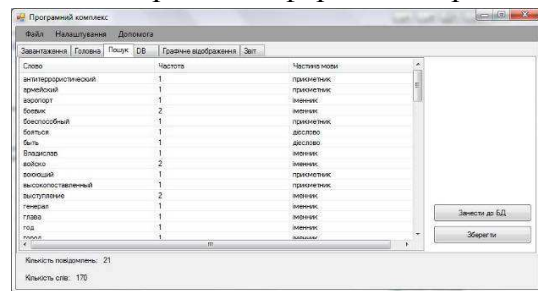 Програмний комплекс
Файл Налаштування Допомога
Завантаження Головна Пошук DB Графічне відображення Звіт
Слово Частота Частина мови
антитеррористический 1 прикметник
армейский 1 прикметник
аэропорт 1 іменник
боевик 2 іменник
боеспособный 1 прикметник
бояться 1 дієслово
быть 1 дієслово
Владислав 1 іменник
войско 2 іменник
воюющий 1 прикметник
высокопоставленный 1 прикметник
выступление 2 іменник
генерал 1 іменник
глава 1 іменник
год 1 іменник
город 1 іменник
Занести до БД
Зберегти
Кількість повідомлень: 21
Кількість слів: 170